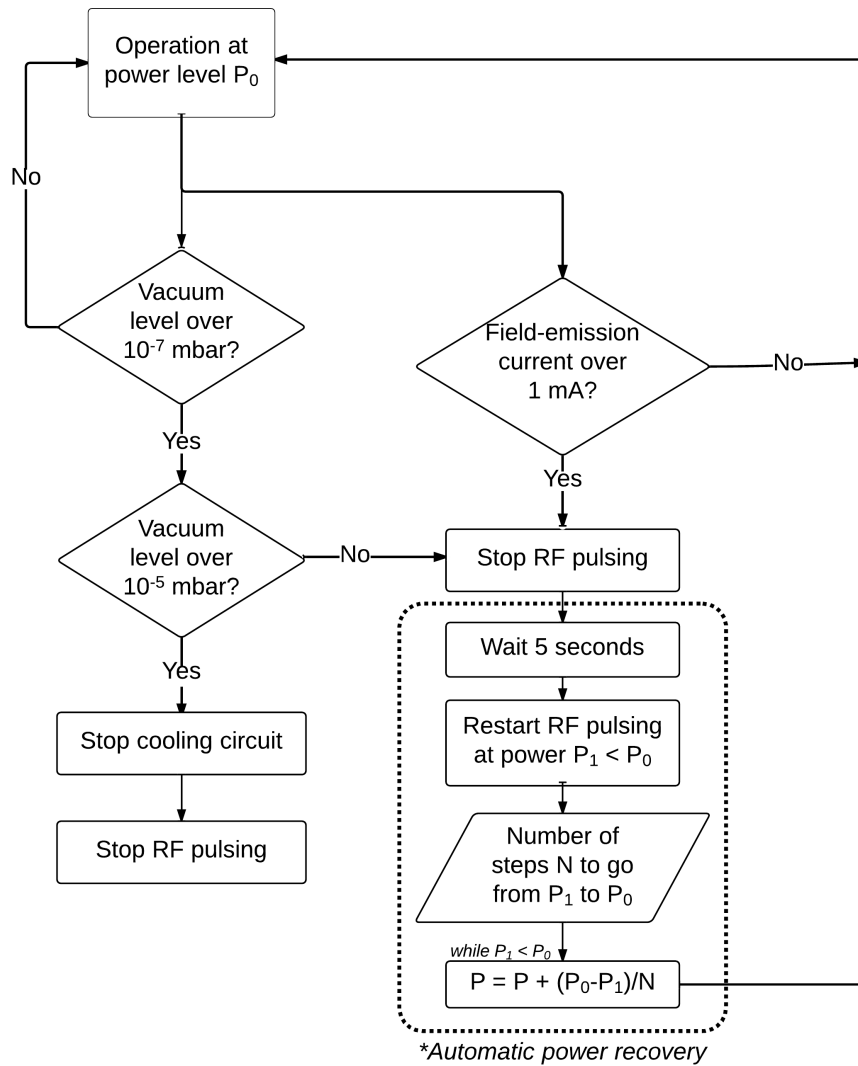 Operation at
power level P₀
No
Vacuum
level over
10⁻⁷ mbar?
Field-emission
current over
1 mA?
No
Yes
Yes
Vacuum
level over
10⁻⁵ mbar?
No
Stop RF pulsing
Wait 5 seconds
Yes
Stop cooling circuit
Restart RF pulsing
at power P₁ < P₀
Stop RF pulsing
Number of
steps N to go
from P₁ to P₀
while P₁ < P₀
P = P + (P₀-P₁)/N
*Automatic power recovery